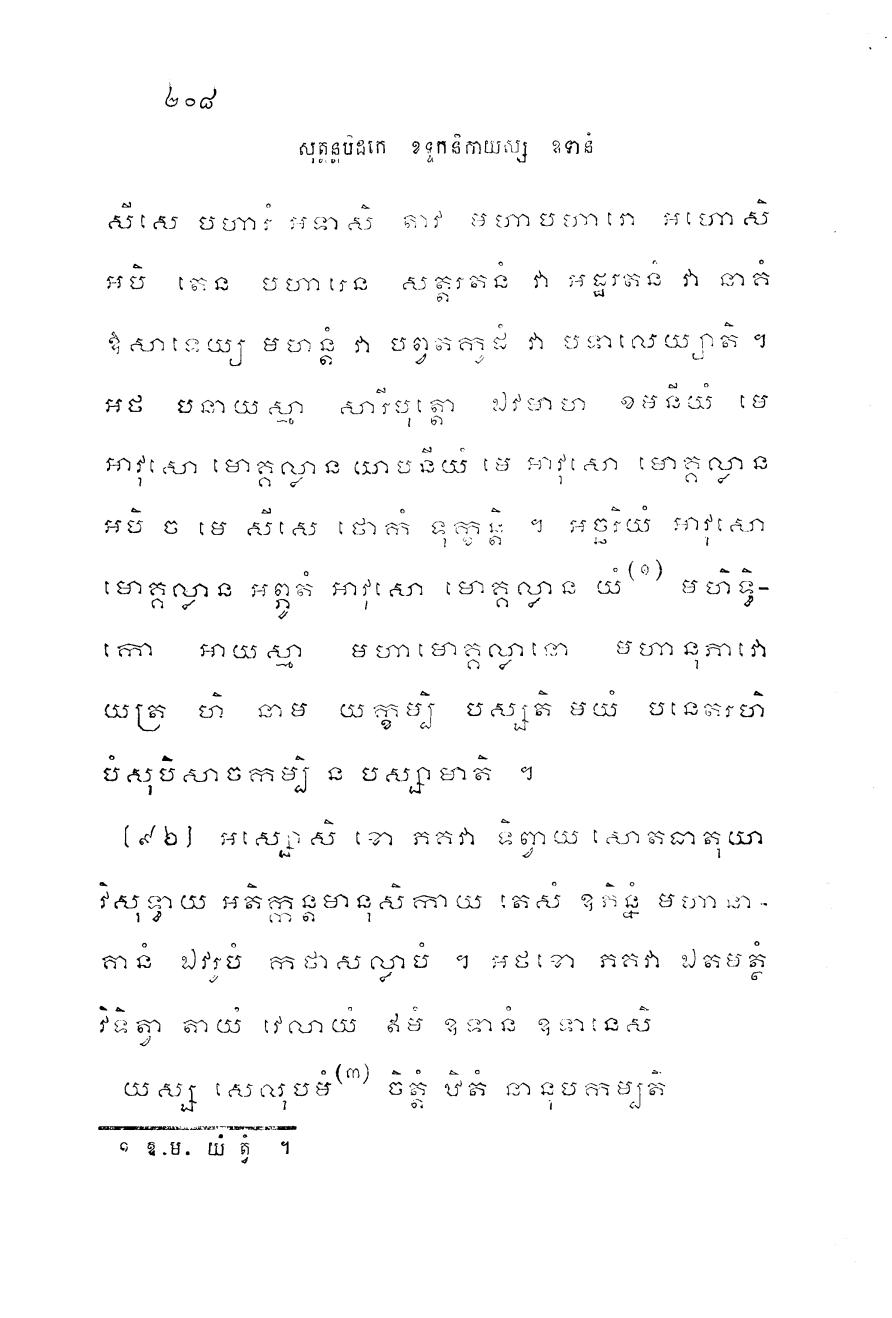 ២០៨
សុត្តន្តបិដកេ ខុទ្ទកនិកាយស្ស ឧទានំ
សីសេ បហារំ អទាសិ តាវ មហាបហារោ អហោសិ
អបិ តេន បហារេន សត្តរតនំ វា អដ្ឋរតនំ វា នាគំ
ឱសាទេយ្យ មហន្តំ វា បព្វតកូដំ វា បទាលេយ្យាតិ ។
អថ បនាយស្មា សារីបុត្តោ ឯវមាហ ខមនីយំ មេ
អាវុសោ មោគ្គល្លាន យាបនីយំ មេ អាវុសោ មោគ្គល្លាន
អបិ ច មេ សីសេ ថោកំ ទុក្ខន្តិ ។ អច្ឆរិយំ អាវុសោ
មោគ្គល្លាន អព្ភូតំ អាវុសោ មោគ្គល្លាន យំ(១) មហិទ្ធិ-
កោ អាយស្មា មហាមោគ្គល្លានោ មហានុភាវោ
យត្រ ហិ នាម យក្ខម្បិ បស្សតិ មយំ បនេតរហិ
បំសុបិសាចកម្បិ ន បស្សាមាតិ ។
[៩៦] អស្សោសិ ខោ ភគវា ទិព្វាយ សោតធាតុយា
វិសុទ្ធាយ អតិក្កន្តមានុសិកាយ តេសំ ឧភិន្នំ មហានា-
គានំ ឯវរូបំ កថាសល្លាបំ ។ អថខោ ភគវា ឯតមត្ថំ
វិទិត្វា តាយំ វេលាយំ ឥមំ ឧទានំ ឧទានេសិ
យស្ស សេលុបមំ(៣) ចិត្តំ ឋិតំ នានុបកម្បតិ
១ ឱ.ម. យំ ត្វំ ។